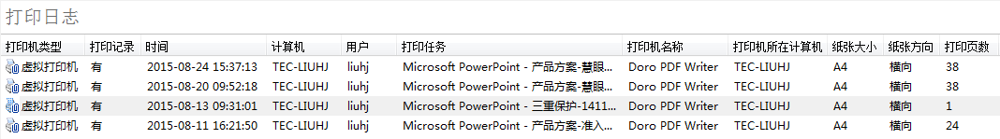 打印日志
打印机类型 打印记录 时间 计算机 用户 打印任务 打印机名称 打印机所在计算机 纸张大小 纸张方向 打印页数
虚拟打印机 有 2015-08-24 15:37:13 TEC-LIUHJ liuhj Microsoft PowerPoint - 产品方案-慧眼... Doro PDF Writer TEC-LIUHJ A4 横向 38
虚拟打印机 有 2015-08-20 09:52:18 TEC-LIUHJ liuhj Microsoft PowerPoint - 产品方案-慧眼... Doro PDF Writer TEC-LIUHJ A4 横向 38
虚拟打印机 有 2015-08-13 09:31:01 TEC-LIUHJ liuhj Microsoft PowerPoint - 三重保护-1411... Doro PDF Writer TEC-LIUHJ A4 横向 1
虚拟打印机 有 2015-08-11 16:21:50 TEC-LIUHJ liuhj Microsoft PowerPoint - 产品方案-准入... Doro PDF Writer TEC-LIUHJ A4 横向 24